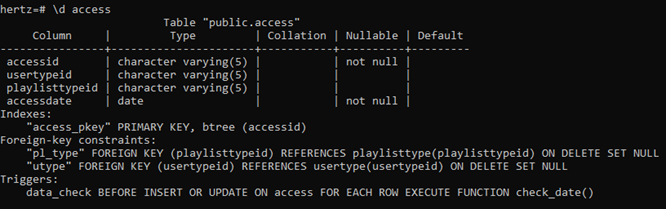 hertz=# \d access
Table "public.access"
Column | Type | Collation | Nullable | Default
---------------+----------------------+-----------+----------+---------
accessid | character varying(5) | | not null |
usertypeid | character varying(5) | | |
playlisttypeid | character varying(5) | | |
accessdate | date | | not null |
Indexes:
"access_pkey" PRIMARY KEY, btree (accessid)
Foreign-key constraints:
"pl_type" FOREIGN KEY (playlisttypeid) REFERENCES playlisttype(playlisttypeid) ON DELETE SET NULL
"utype" FOREIGN KEY (usertypeid) REFERENCES usertype(usertypeid) ON DELETE SET NULL
Triggers:
data_check BEFORE INSERT OR UPDATE ON access FOR EACH ROW EXECUTE FUNCTION check_date()